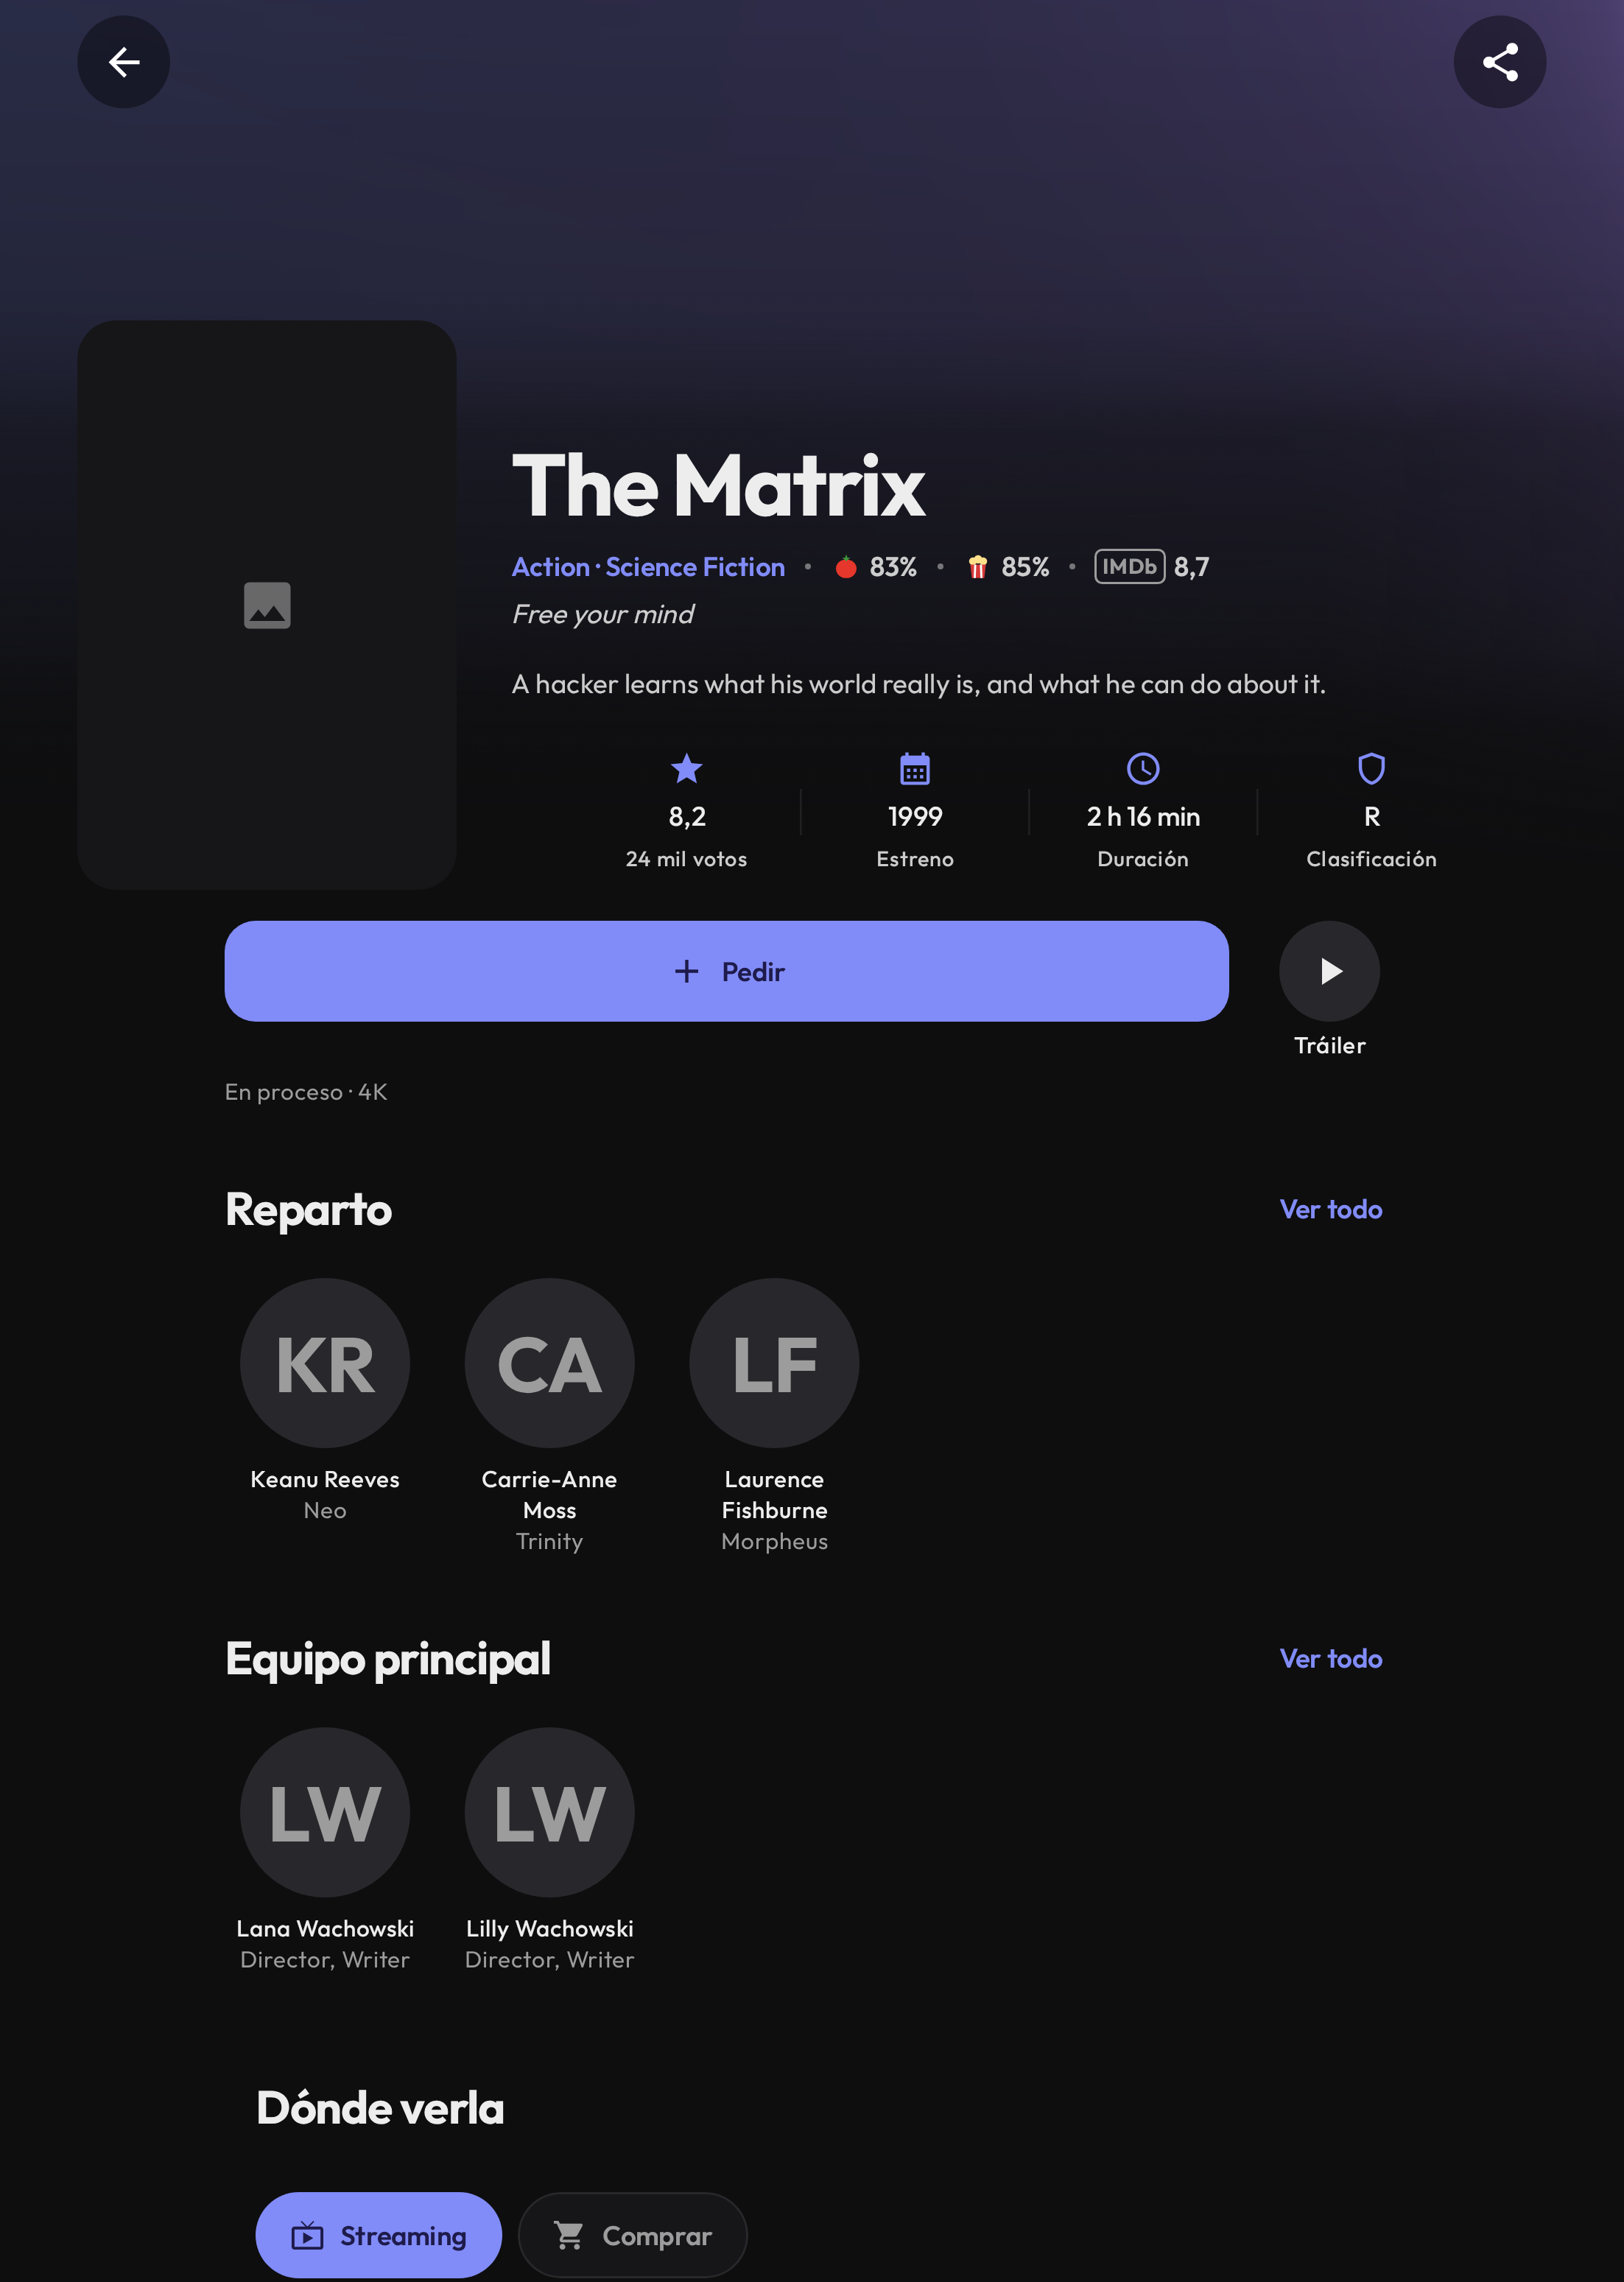 The Matrix
Action · Science Fiction • 83% • 85% • IMDb 8,7
Free your mind
A hacker learns what his world really is, and what he can do about it.
8,2 1999 2 h 16 min R
24 mil votos Estreno Duración Clasificación
Pedir
Tráiler
En proceso · 4K
Reparto Ver todo
KR CA LF
Keanu Reeves Carrie-Anne Laurence
Neo Moss Fishburne
Trinity Morpheus
Equipo principal Ver todo
LW LW
Lana Wachowski Lilly Wachowski
Director, Writer Director, Writer
Dónde verla
Streaming Comprar